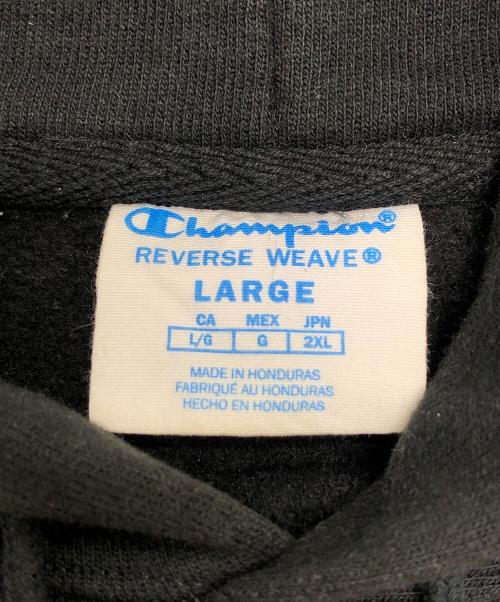 Champion®
REVERSE WEAVE®
LARGE
CA MEX JPN
L/G G 2XL
MADE IN HONDURAS
FABRIQUÉ AU HONDURAS
HECHO EN HONDURAS